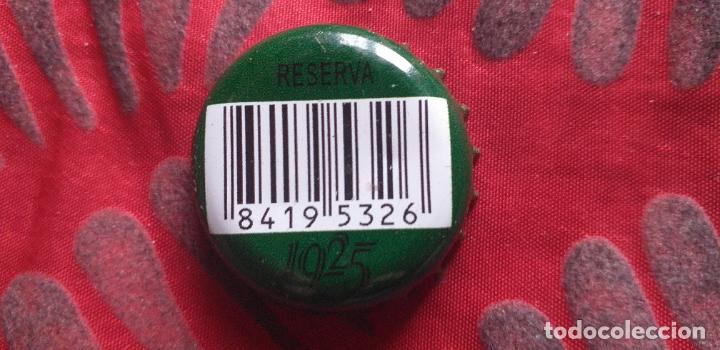 RESERVA
8419 5326
1925
todocoleccion